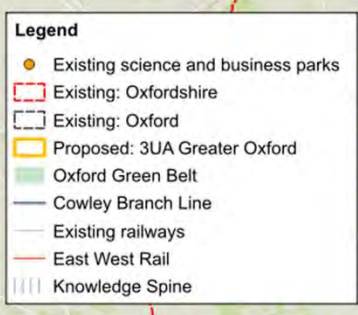 Legend
Existing science and business parks
Existing: Oxfordshire
Existing: Oxford
Proposed: 3UA Greater Oxford
Oxford Green Belt
Cowley Branch Line
Existing railways
East West Rail
Knowledge Spine